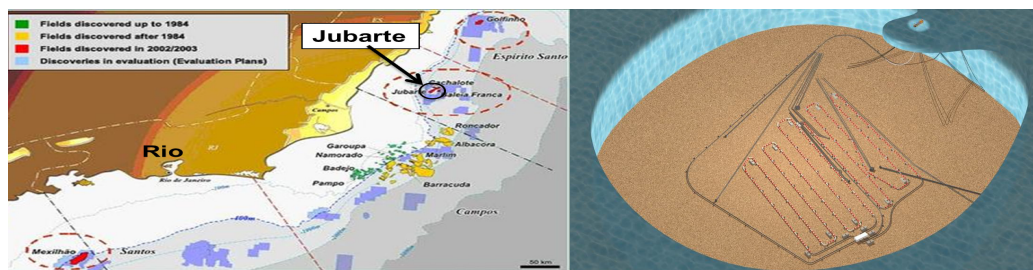 Fields discovered up to 1984
Fields discovered after 1984
Fields discovered in 2002/2003
Discoveries in evaluation (Evaluation Plans)
ES
Golfinho
Jubarte
Espírito Santo
Cachalote
Jubarte
Baleia Franca
Campos
Roncador
Albacora
Rio
RJ
Garoupa
Namorado
Marlim
Badejo
Rio de Janeiro
Pampo
Barracuda
Campos
Mexilhão
Santos
50 km